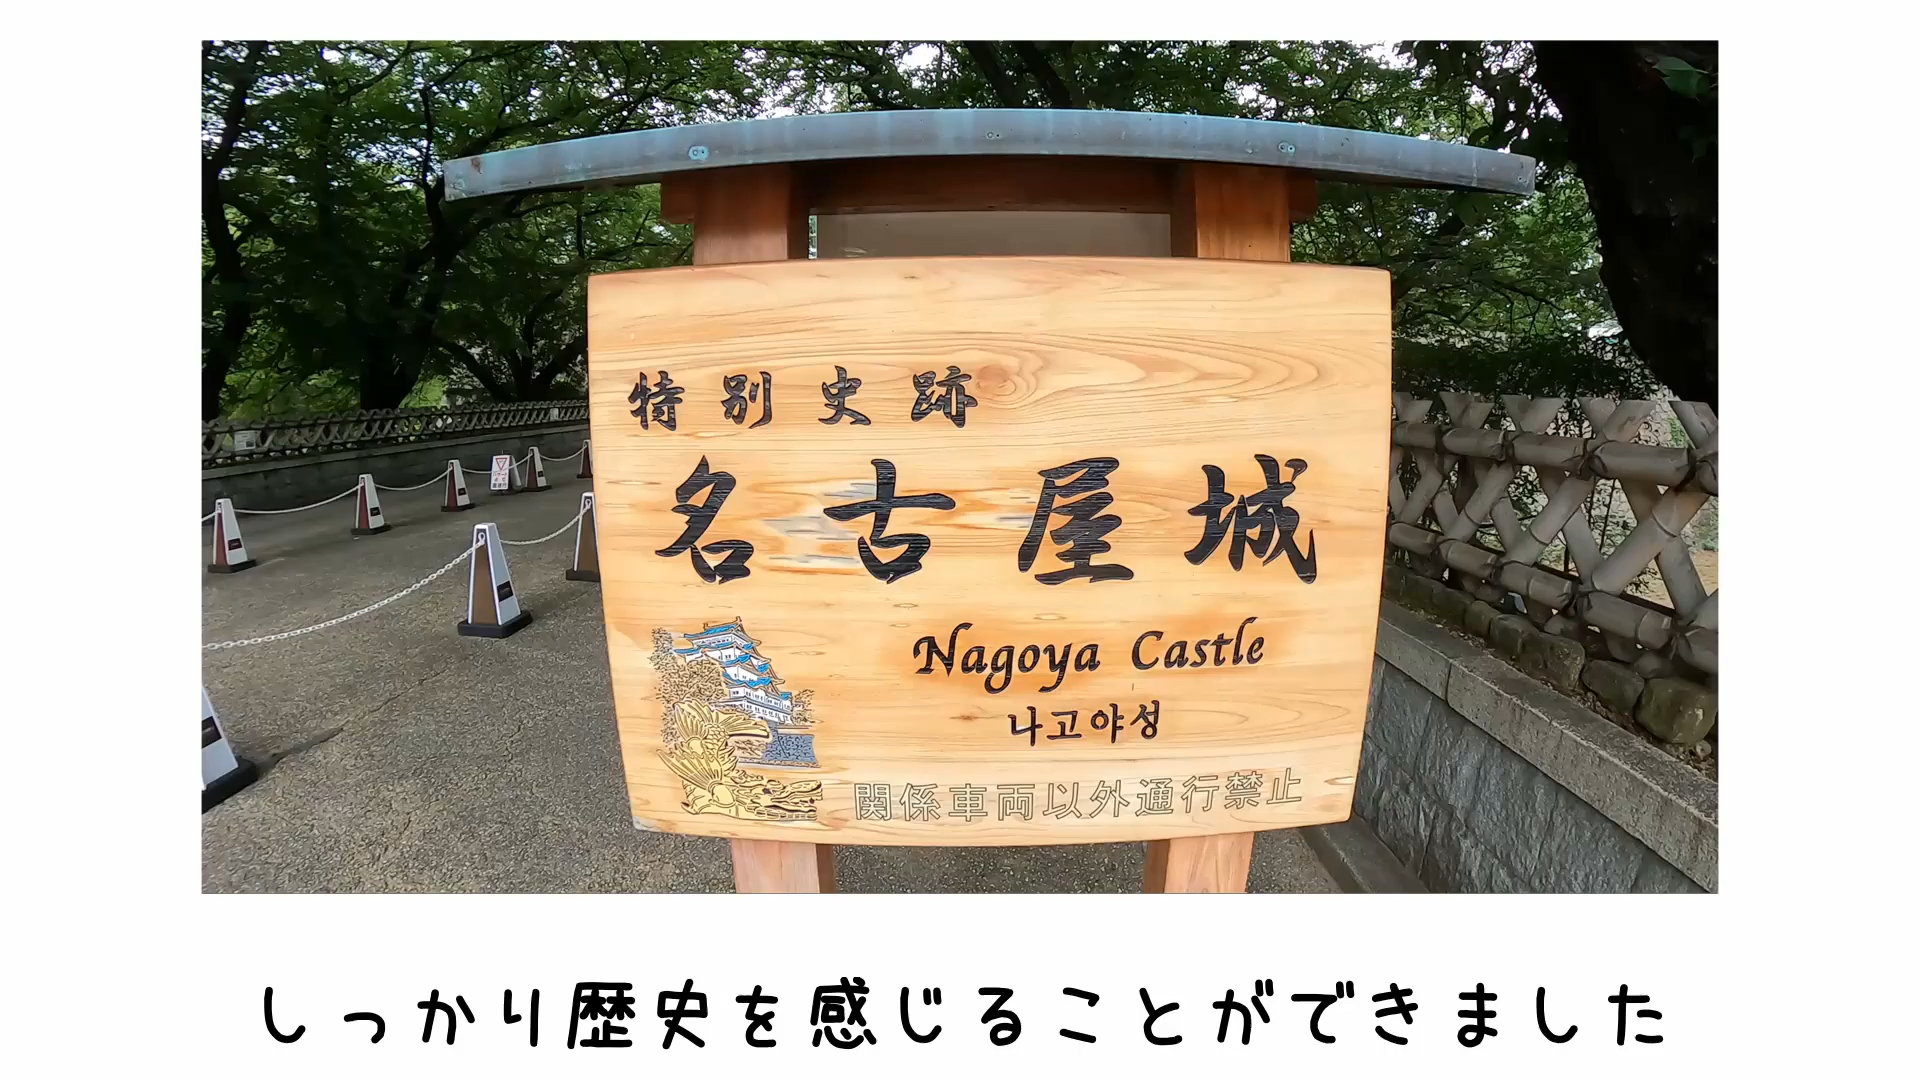 特別史跡
名古屋城
Nagoya Castle
나고야성
関係車両以外通行禁止
しっかり歴史を感じることができました